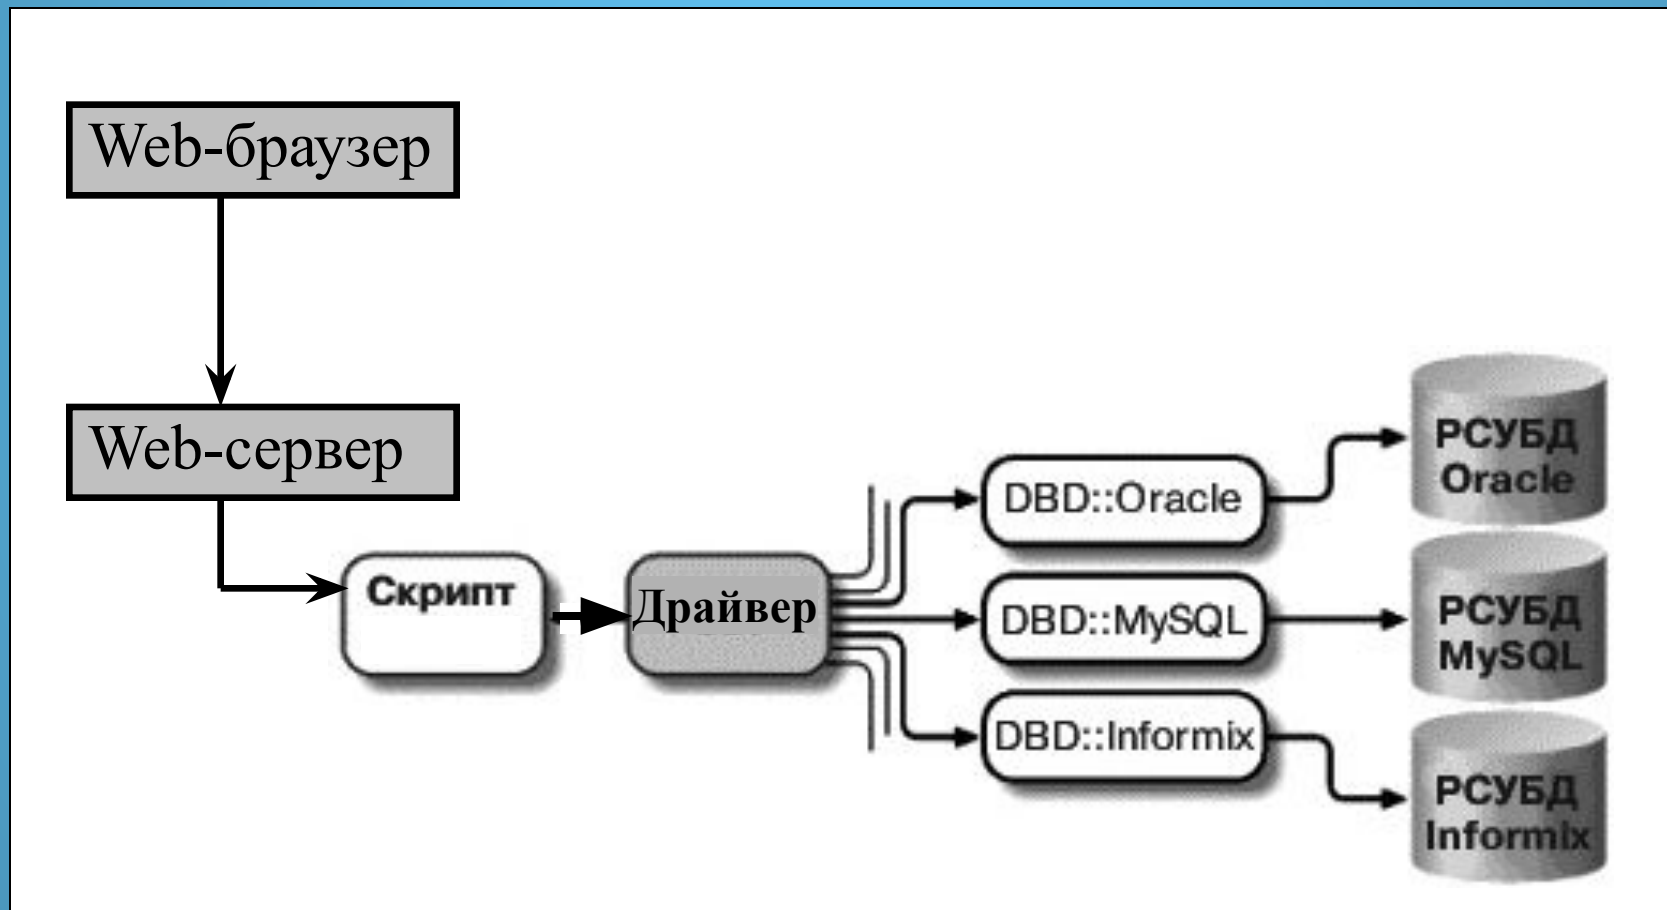 Web-браузер
Web-сервер
Скрипт
Драйвер
DBD::Oracle
DBD::MySQL
DBD::Informix
РСУБД
Oracle
РСУБД
MySQL
РСУБД
Informix